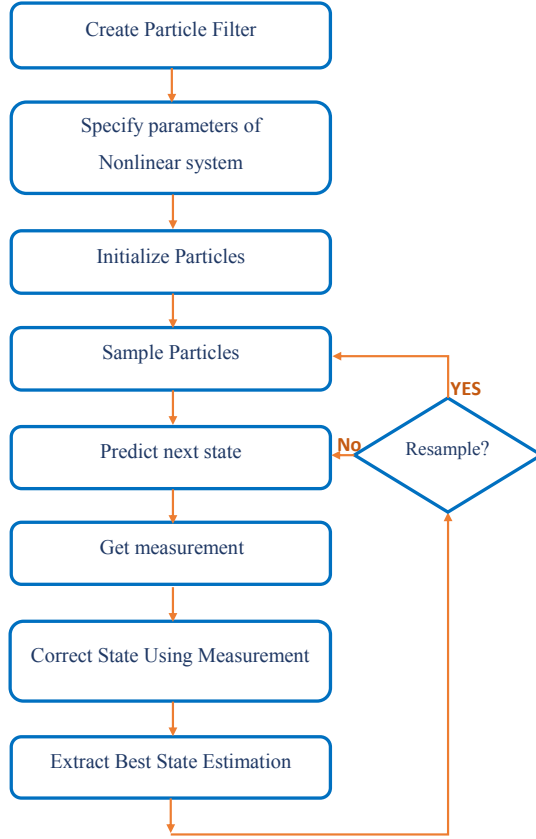 Create Particle Filter
Specify parameters of
Nonlinear system
Initialize Particles
Sample Particles
YES
No
Resample?
Predict next state
Get measurement
Correct State Using Measurement
Extract Best State Estimation